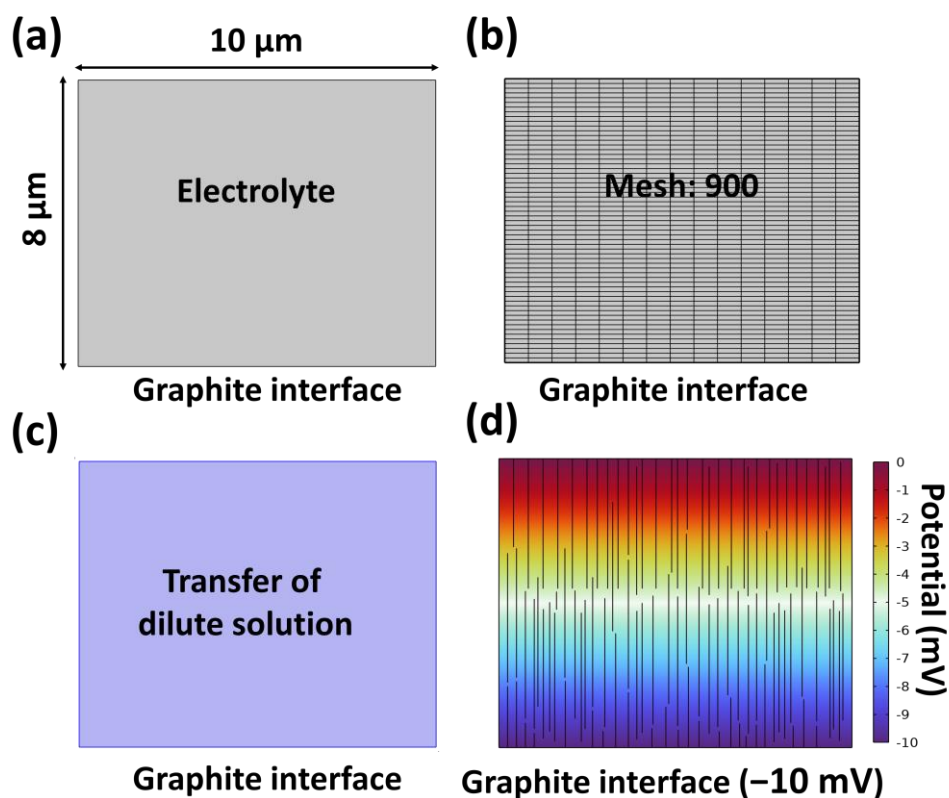 (a)
10 μm
8 μm
Electrolyte
Graphite interface
(b)
Mesh: 900
Graphite interface
(c)
Transfer of
dilute solution
Graphite interface
(d)
0
-1
-2
-3
-4
-5
-6
-7
-8
-9
-10
Potential (mV)
Graphite interface (−10 mV)